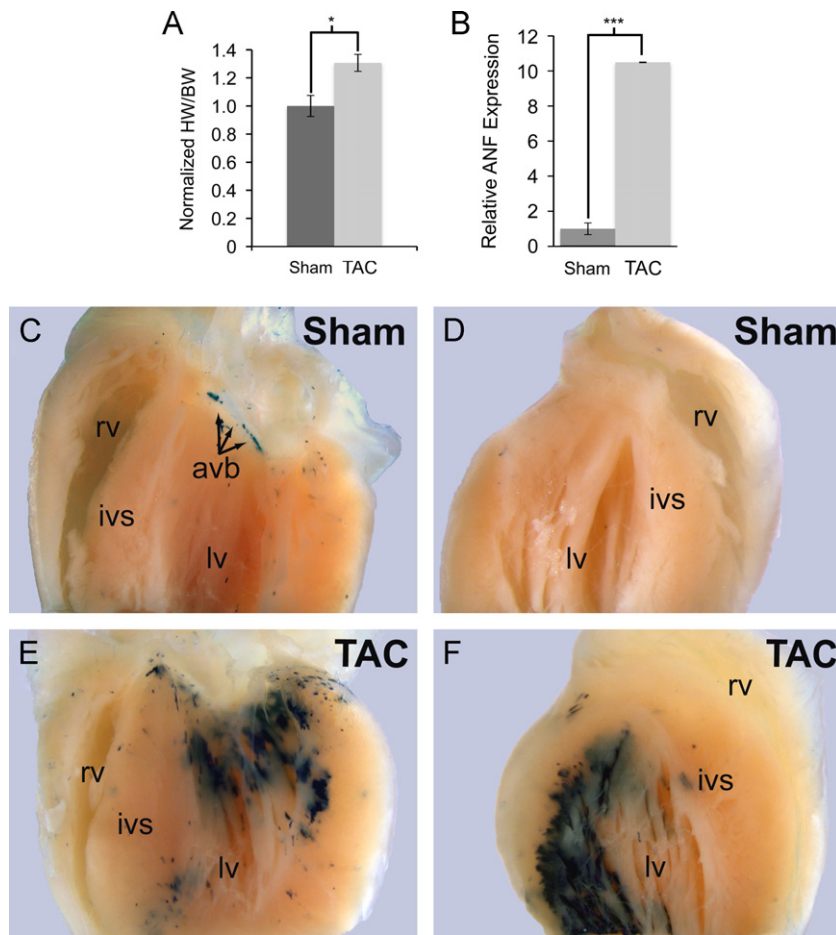 A
Normalized HW/BW
1.4
1.2
1.0
0.8
0.6
0.4
0.2
0
*
Sham TAC
B
Relative ANF Expression
12
10
8
6
4
2
0
***
Sham TAC
C
Sham
rv
avb
ivs
lv
D
Sham
rv
ivs
lv
E
TAC
rv
ivs
lv
F
TAC
rv
ivs
lv